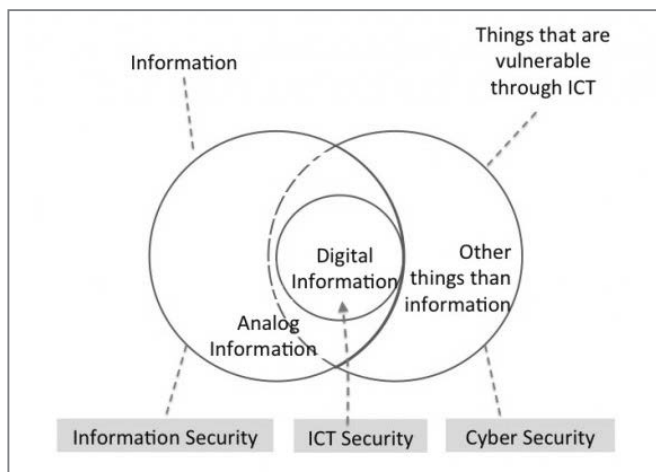 Information
Things that are
vulnerable
through ICT
Digital
Information
Other
things than
information
Analog
Information
Information Security
ICT Security
Cyber Security